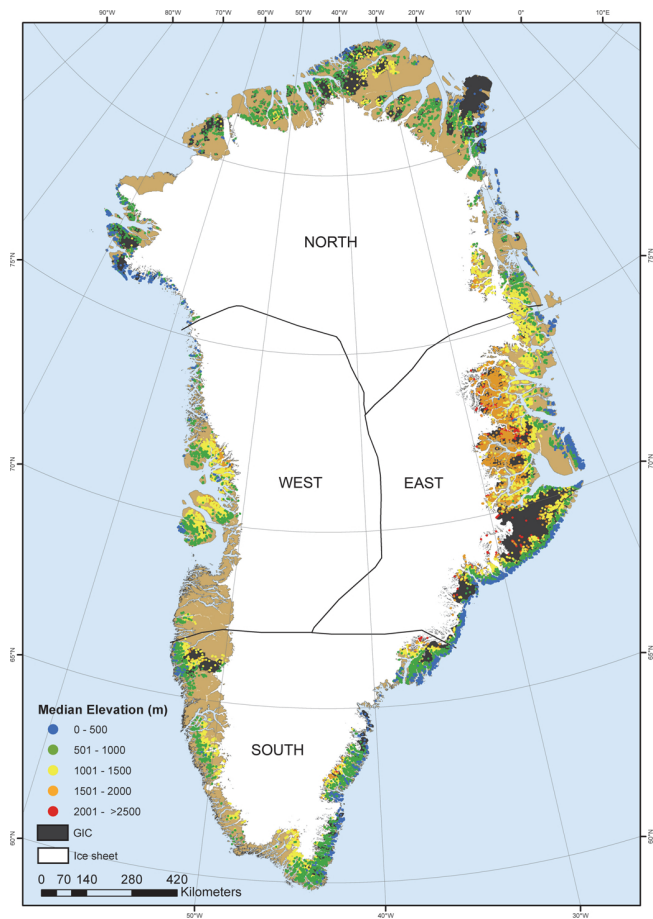 90°W 80°W 70°W 60°W 50°W 40°W 30°W 20°W 10°W 0° 10°E
75°N
75°N
NORTH
70°N
70°N
WEST
EAST
65°N
65°N
SOUTH
60°N
60°N
Median Elevation (m)
0 - 500
501 - 1000
1001 - 1500
1501 - 2000
2001 - >2500
GIC
Ice sheet
0 70 140 280 420
Kilometers
50°W 40°W 30°W